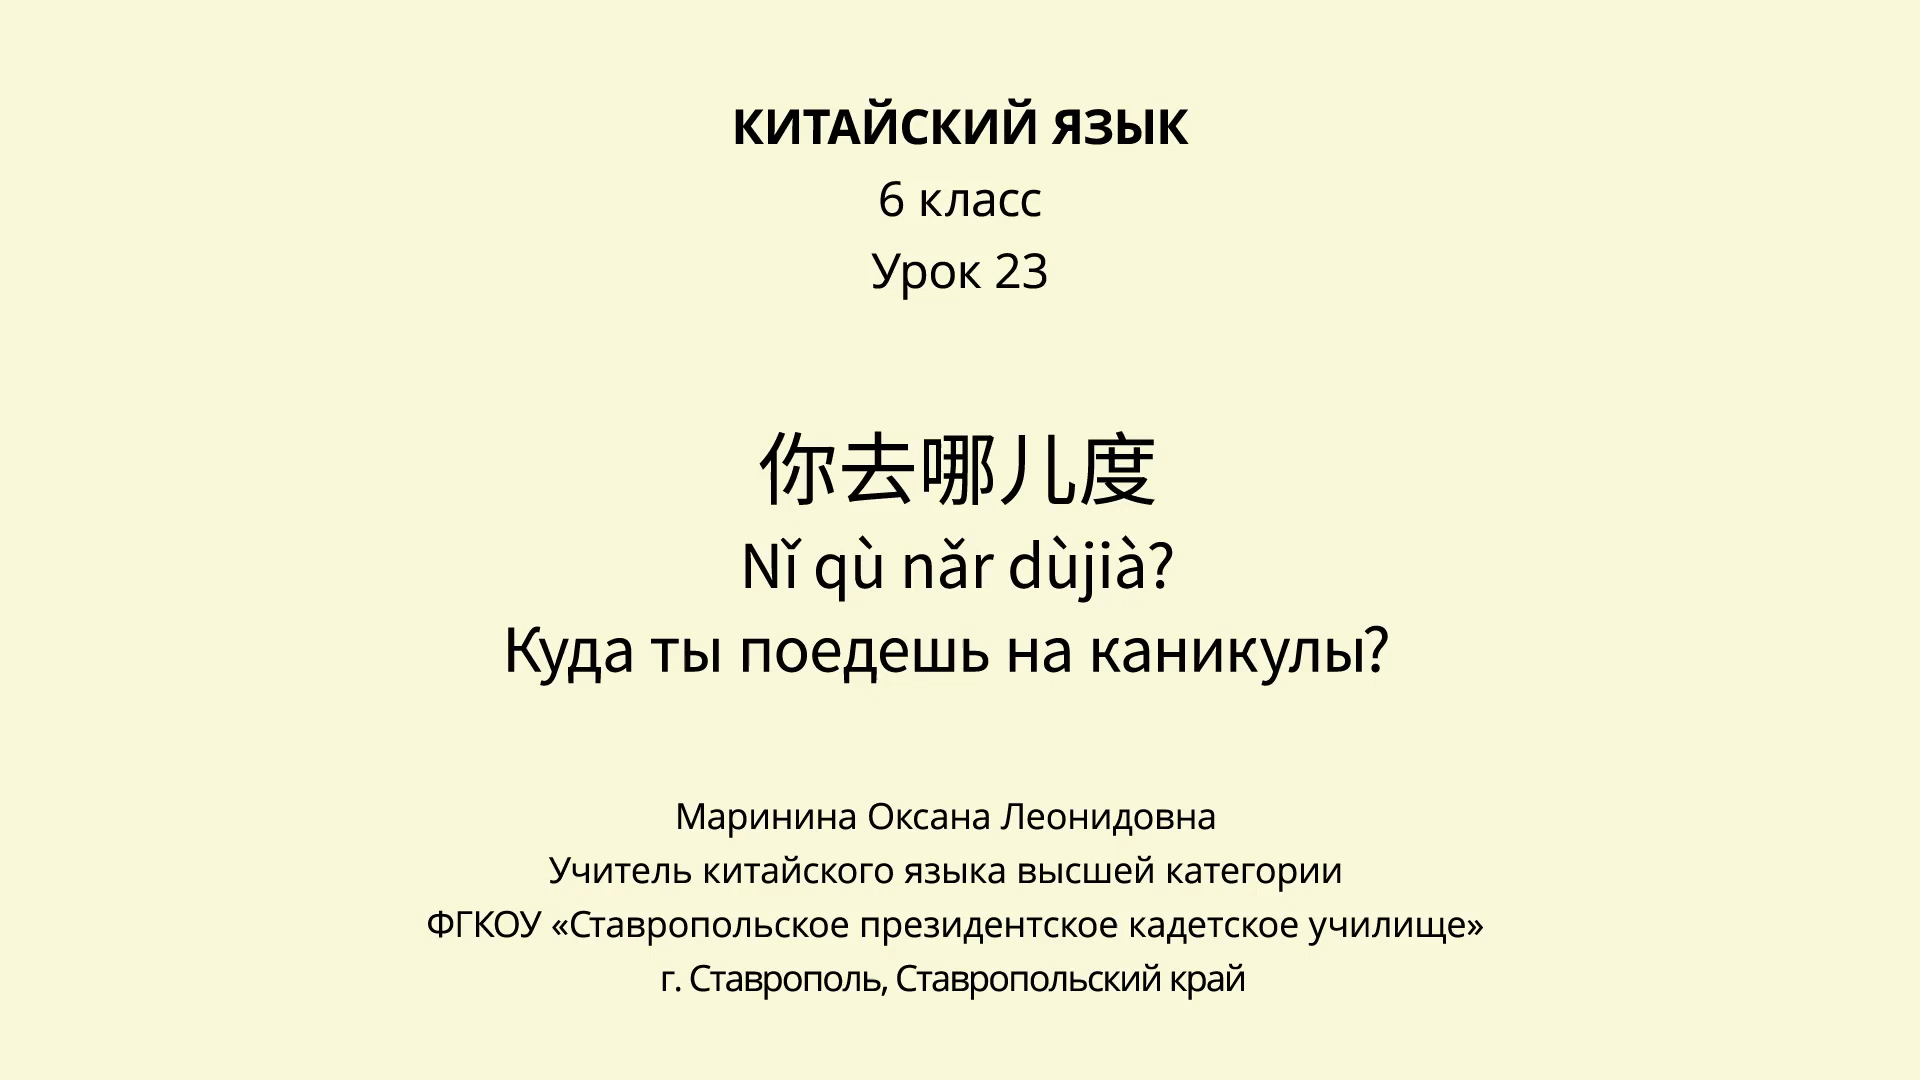 КИТАЙСКИЙ ЯЗЫК
6 класс
Урок 23
你去哪儿度
Nǐ qù nǎr dùjià?
Куда ты поедешь на каникулы?
Маринина Оксана Леонидовна
Учитель китайского языка высшей категории
ФГКОУ «Ставропольское президентское кадетское училище»
г. Ставрополь, Ставропольский край